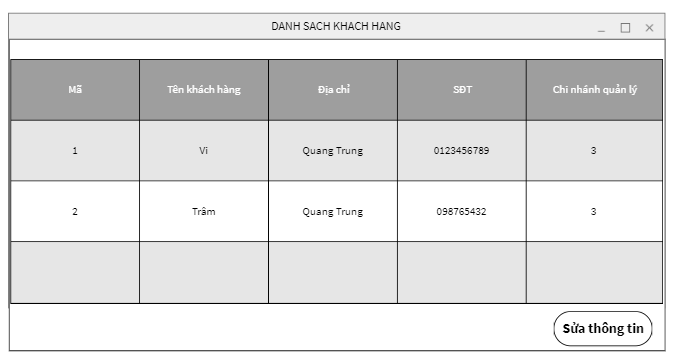 DANH SACH KHACH HANG
Mã Tên khách hàng Địa chỉ SĐT Chi nhánh quản lý
1 Vi Quang Trung 0123456789 3
2 Trâm Quang Trung 098765432 3
Sửa thông tin